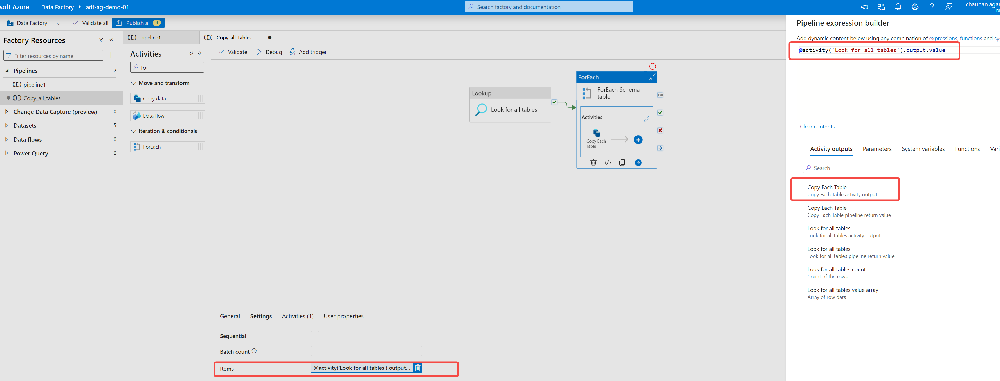 soft Azure
Data Factory
adf-ag-demo-01
Search factory and documentation
chauhan.agar
Data Factory
Validate all
Publish all
4
Factory Resources
Filter resources by name
Pipelines
2
pipeline1
Copy_all_tables
Change Data Capture (preview)
0
Datasets
5
Data flows
0
Power Query
0
pipeline1
Copy_all_tables
Activities
for
Move and transform
Copy data
Data flow
Iteration & conditionals
ForEach
Validate
Debug
Add trigger
Lookup
Look for all tables
ForEach
ForEach Schema
table
Activities
Copy Each
Table
General
Settings
Activities (1)
User properties
Sequential
Batch count
Items
@activity('Look for all tables').output...
Pipeline expression builder
Add dynamic content below using any combination of expressions, functions and sy
@activity('Look for all tables').output.value
Clear contents
Activity outputs
Parameters
System variables
Functions
Vari
Search
Copy Each Table
Copy Each Table activity output
Copy Each Table
Copy Each Table pipeline return value
Look for all tables
Look for all tables activity output
Look for all tables
Look for all tables pipeline return value
Look for all tables count
Count of the rows
Look for all tables value array
Array of row data